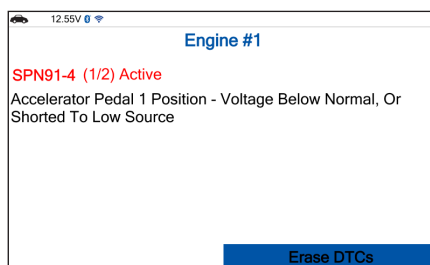 12.55V
Engine #1
SPN91-4 (1/2) Active
Accelerator Pedal 1 Position - Voltage Below Normal, Or
Shorted To Low Source
Erase DTCs